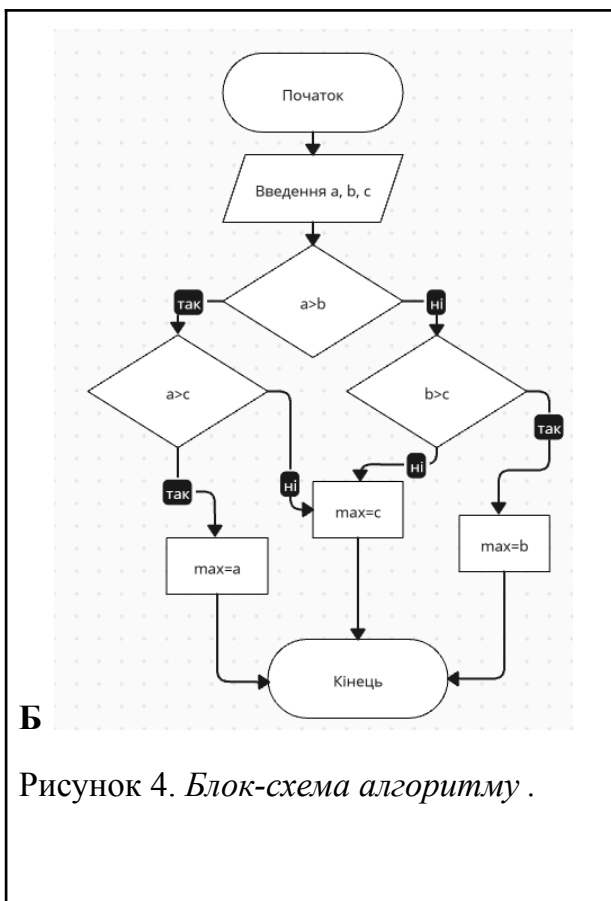 Початок
Введення a, b, c
a>b
так
ні
a>c
b>c
так
ні
ні
так
max=c
max=b
max=a
Кінець
Б
Рисунок 4. Блок-схема алгоритму .